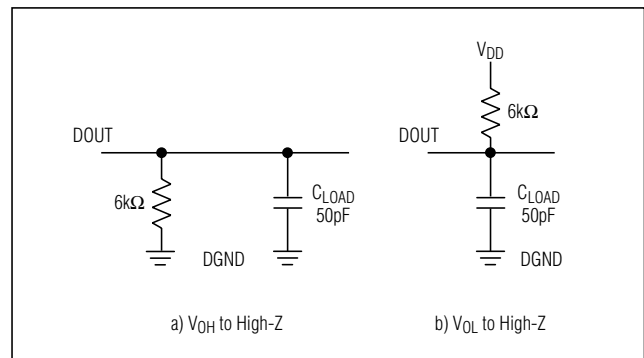 DOUT
6kΩ
C_LOAD
50pF
DGND
a) V_OH to High-Z
V_DD
6kΩ
DOUT
C_LOAD
50pF
DGND
b) V_OL to High-Z